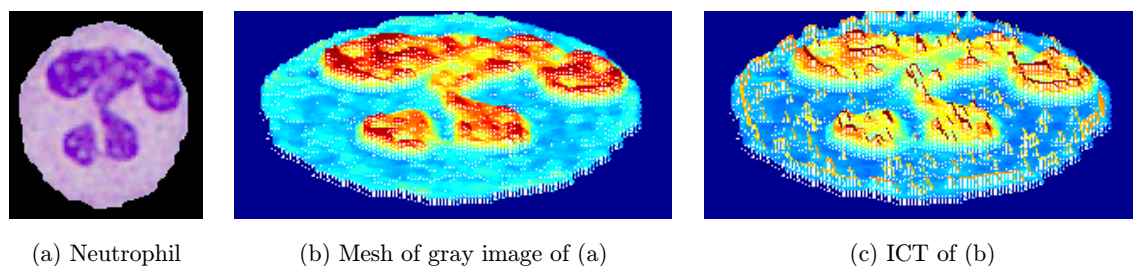 (a) Neutrophil
(b) Mesh of gray image of (a)
(c) ICT of (b)